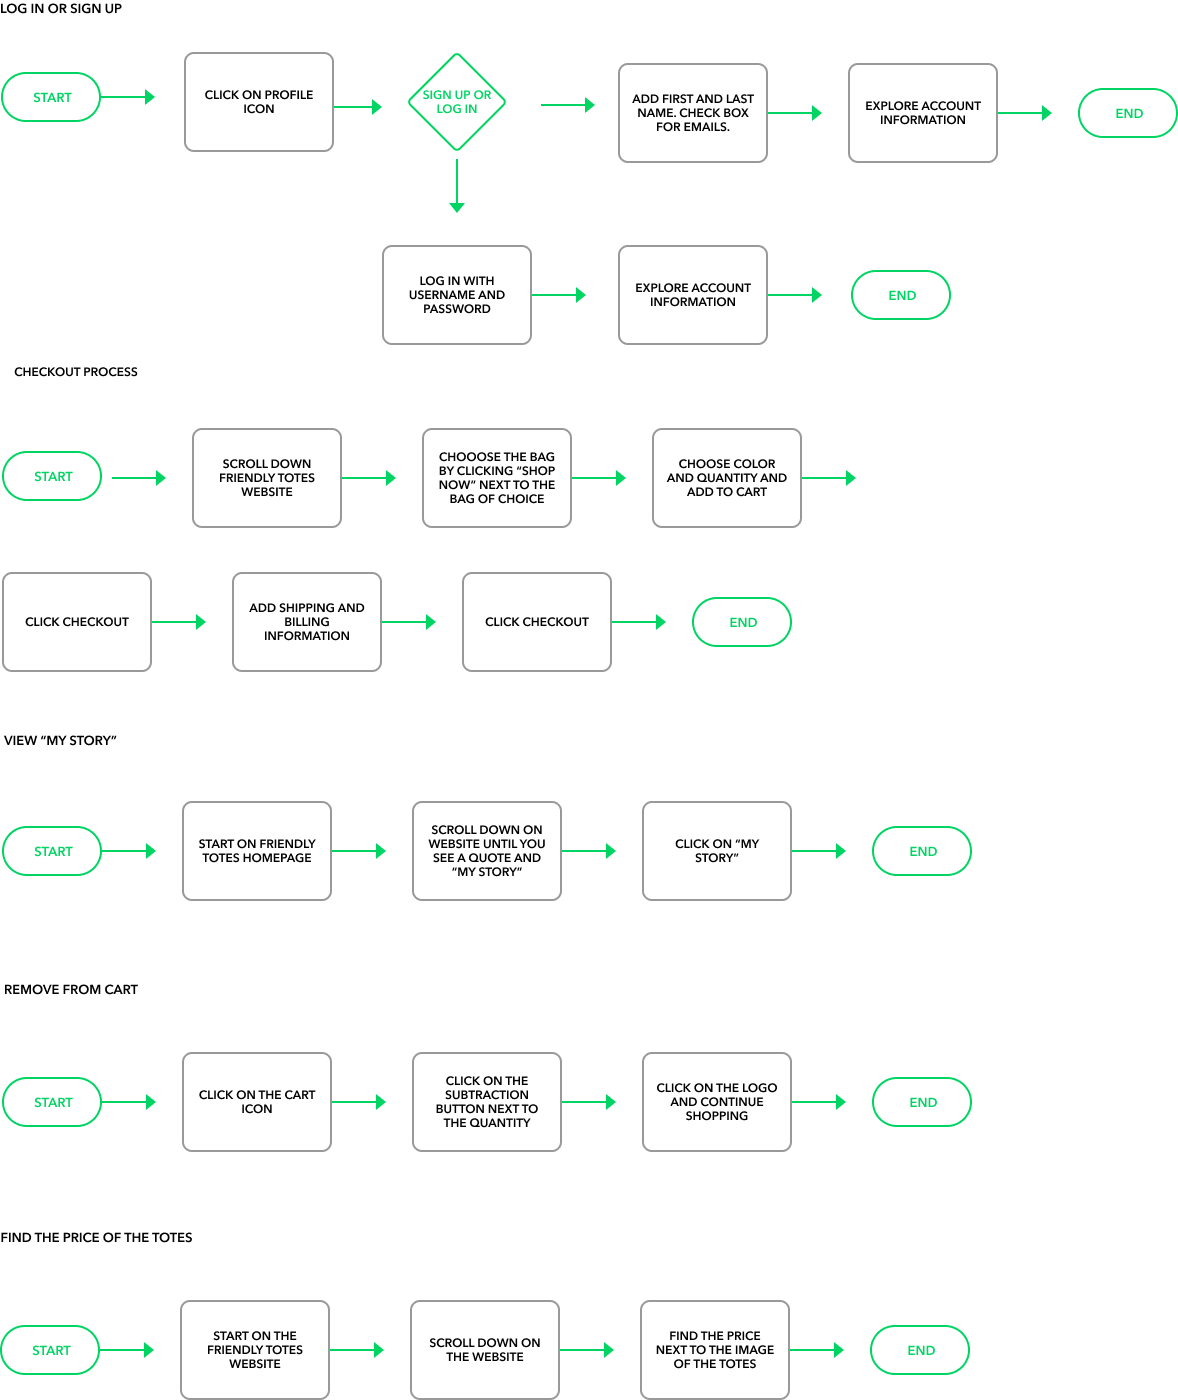 LOG IN OR SIGN UP
START
CLICK ON PROFILE
ICON
SIGN UP OR
LOG IN
ADD FIRST AND LAST
NAME. CHECK BOX
FOR EMAILS.
EXPLORE ACCOUNT
INFORMATION
END
LOG IN WITH
USERNAME AND
PASSWORD
EXPLORE ACCOUNT
INFORMATION
END
CHECKOUT PROCESS
START
SCROLL DOWN
FRIENDLY TOTES
WEBSITE
CHOOOSE THE BAG
BY CLICKING “SHOP
NOW” NEXT TO THE
BAG OF CHOICE
CHOOSE COLOR
AND QUANTITY AND
ADD TO CART
CLICK CHECKOUT
ADD SHIPPING AND
BILLING
INFORMATION
CLICK CHECKOUT
END
VIEW “MY STORY”
START
START ON FRIENDLY
TOTES HOMEPAGE
SCROLL DOWN ON
WEBSITE UNTIL YOU
SEE A QUOTE AND
“MY STORY”
CLICK ON “MY
STORY”
END
REMOVE FROM CART
START
CLICK ON THE CART
ICON
CLICK ON THE
SUBTRACTION
BUTTON NEXT TO
THE QUANTITY
CLICK ON THE LOGO
AND CONTINUE
SHOPPING
END
FIND THE PRICE OF THE TOTES
START
START ON THE
FRIENDLY TOTES
WEBSITE
SCROLL DOWN ON
THE WEBSITE
FIND THE PRICE
NEXT TO THE IMAGE
OF THE TOTES
END